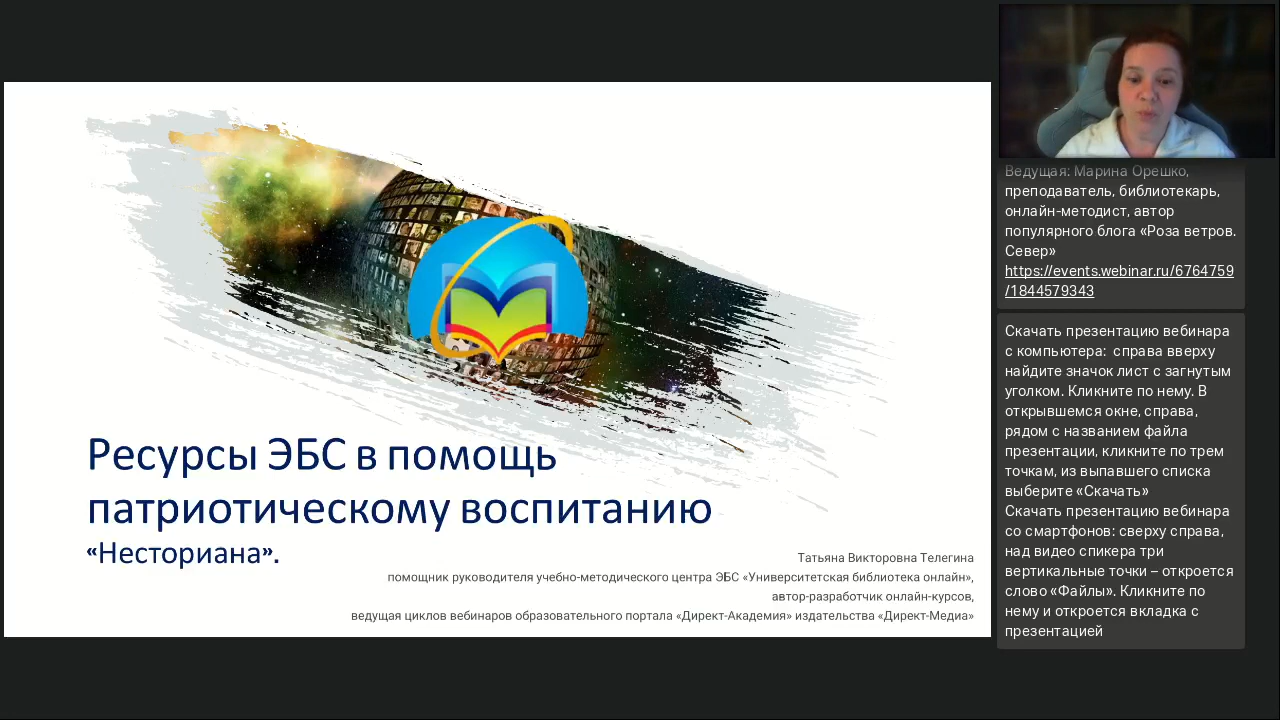 Ресурсы ЭБС в помощь
патриотическому воспитанию
«Несториана».
Татьяна Викторовна Телегина
помощник руководителя учебно-методического центра ЭБС «Университетская библиотека онлайн»,
автор-разработчик онлайн-курсов,
ведущая циклов вебинаров образовательного портала «Директ-Академия» издательства «Директ-Медиа»
Ведущая: Марина Орешко,
преподаватель, библиотекарь,
онлайн-методист, автор
популярного блога «Роза ветров.
Север»
https://events.webinar.ru/6764759
/1844579343
Скачать презентацию вебинара
с компьютера:  справа вверху
найдите значок лист с загнутым
уголком. Кликните по нему. В
открывшемся окне, справа,
рядом с названием файла
презентации, кликните по трем
точкам, из выпавшего списка
выберите «Скачать»
Скачать презентацию вебинара
со смартфонов: сверху справа,
над видео спикера три
вертикальные точки – откроется
слово «Файлы». Кликните по
нему и откроется вкладка с
презентацией